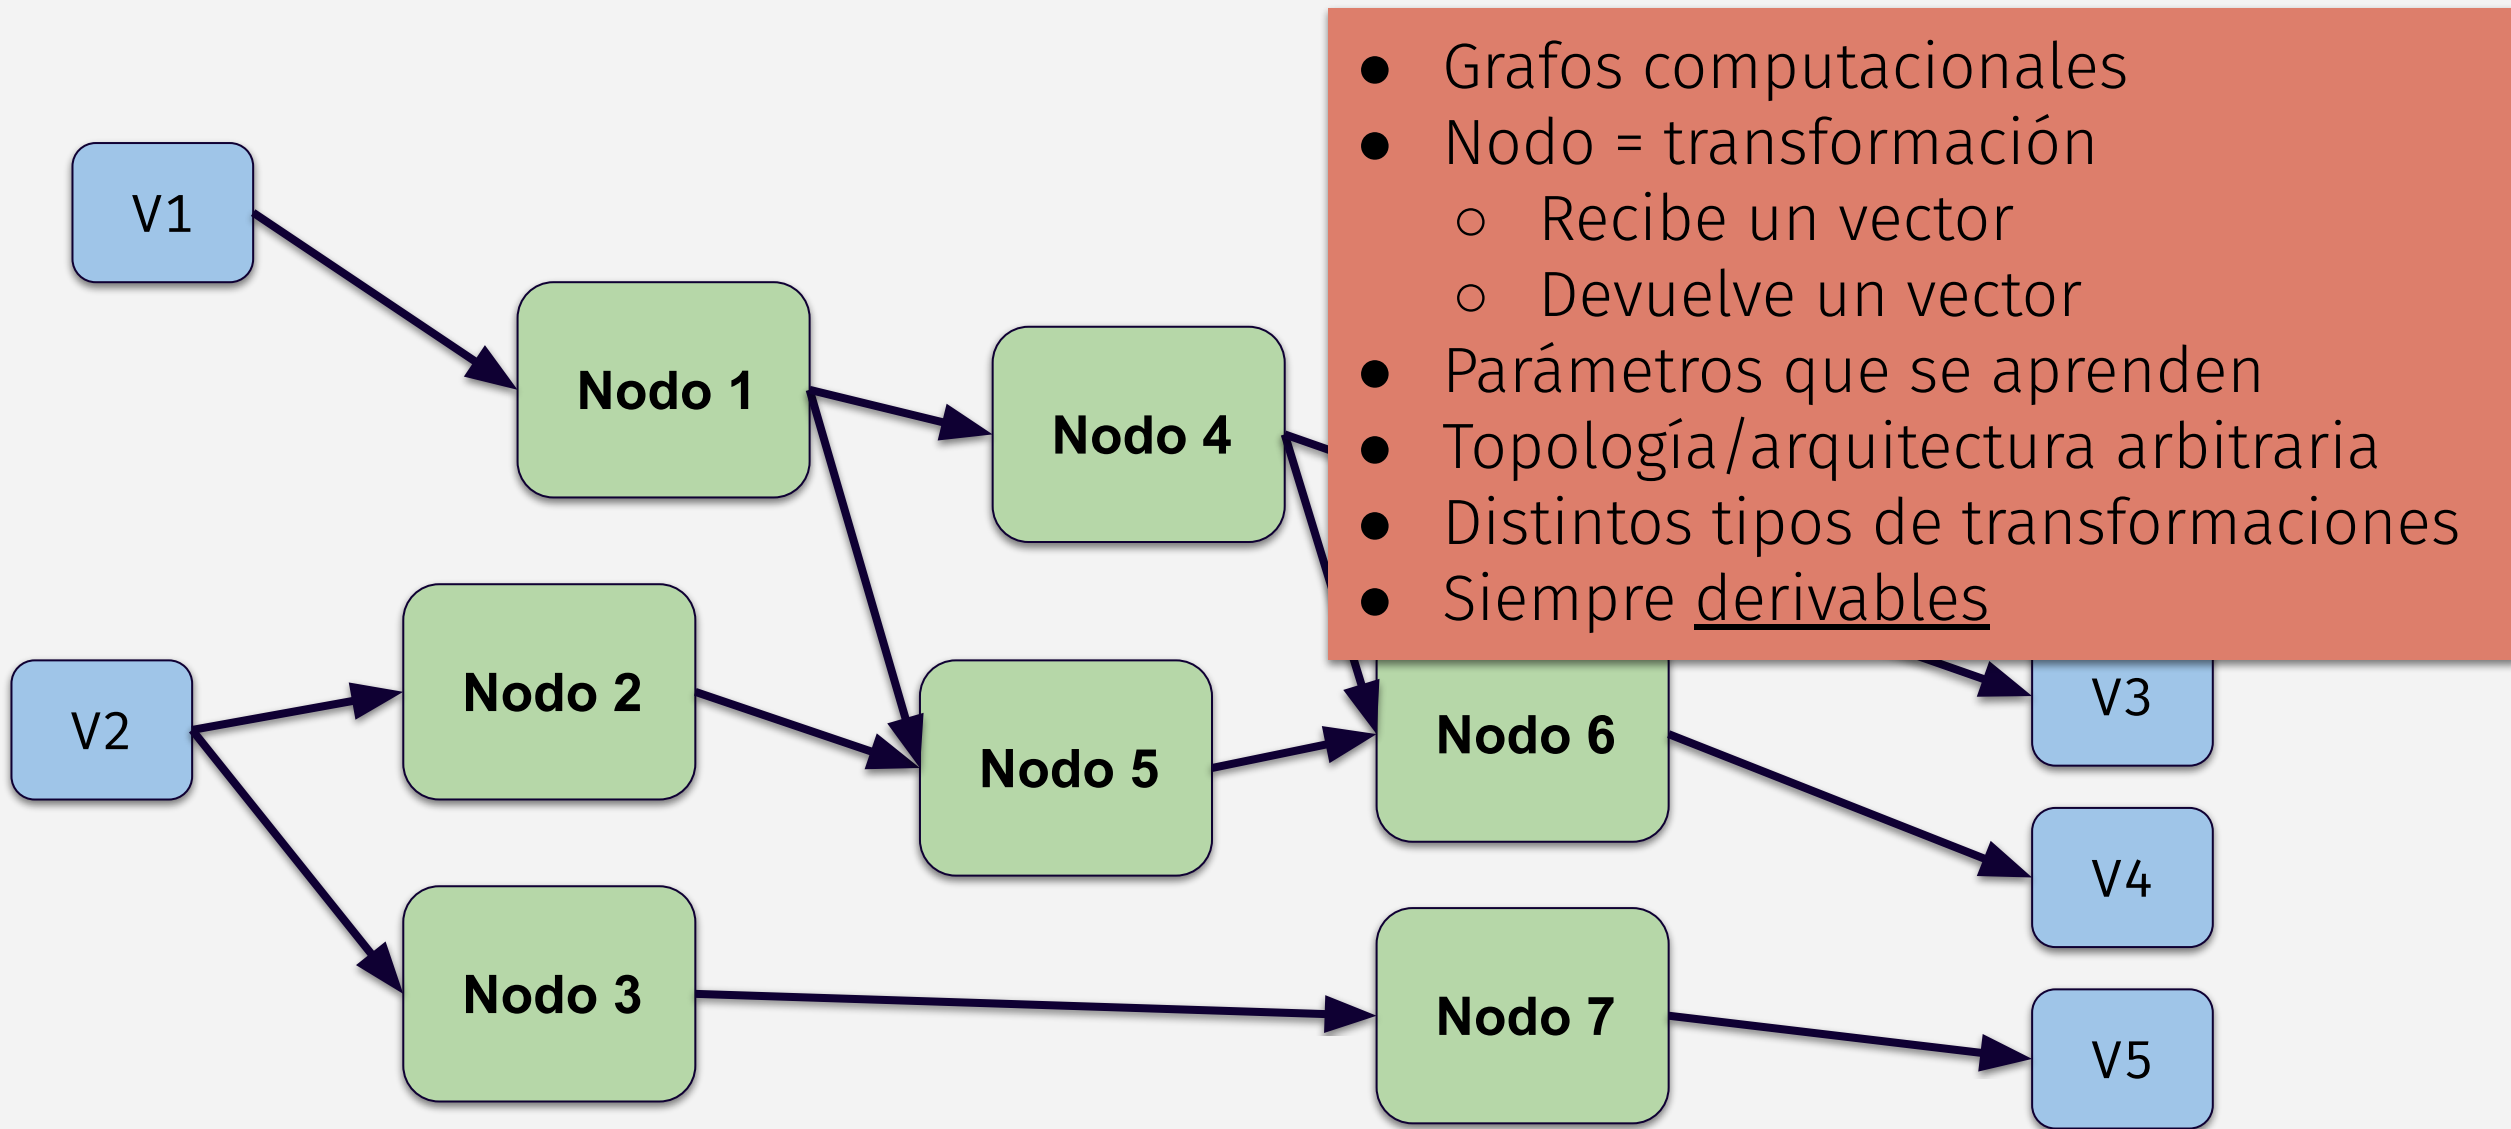 Grafos computacionales
Nodo = transformación
Recibe un vector
Devuelve un vector
Parámetros que se aprenden
Topología/arquitectura arbitraria
Distintos tipos de transformaciones
Siempre derivables
V1
Nodo 1
Nodo 4
Nodo 2
V2
Nodo 5
Nodo 6
V3
V4
Nodo 3
Nodo 7
V5